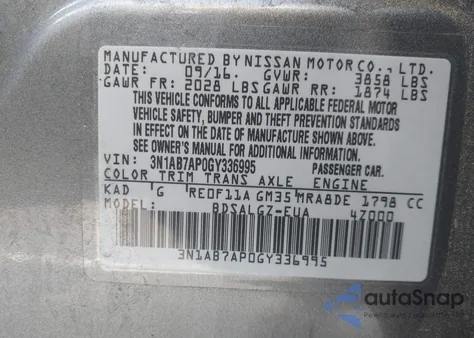 MANUFACTURED BY NISSAN MOTOR CO., LTD.
DATE: 09/16. GVWR: 3858 LBS
GAWR FR: 2028 LBS GAWR RR: 1874 LBS
THIS VEHICLE CONFORMS TO ALL APPLICABLE FEDERAL MOTOR
VEHICLE SAFETY, BUMPER AND THEFT PREVENTION STANDARDS
IN EFFECT ON THE DATE OF MANUFACTURE SHOWN ABOVE.
SEE OWNER'S MANUAL FOR ADDITIONAL INFORMATION.
VIN: 3N1AB7AP0GY336995 PASSENGER CAR.
COLOR TRIM TRANS AXLE ENGINE
KAD G RE0F11A GM35 MRA8DE 1798 CC
MODEL: BDSALGZ-EUA 47000
3N1AB7AP0GY336995
autoSnap